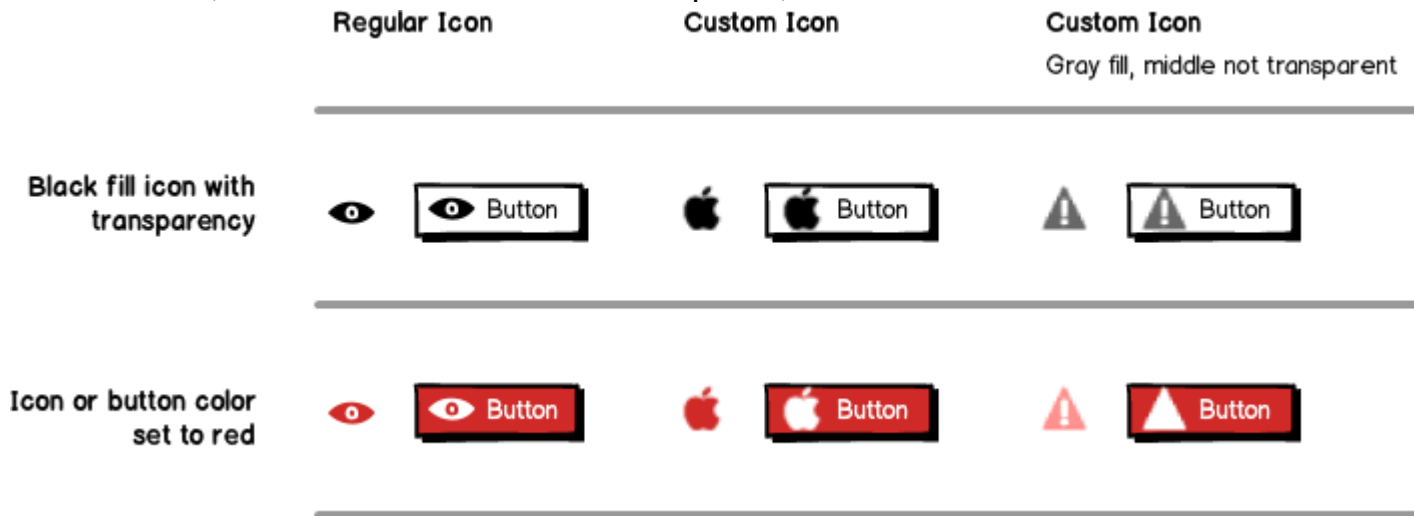 Regular Icon
Custom Icon
Custom Icon
Gray fill, middle not transparent
Black fill icon with
transparency
Button
Button
Button
Icon or button color
set to red
Button
Button
Button